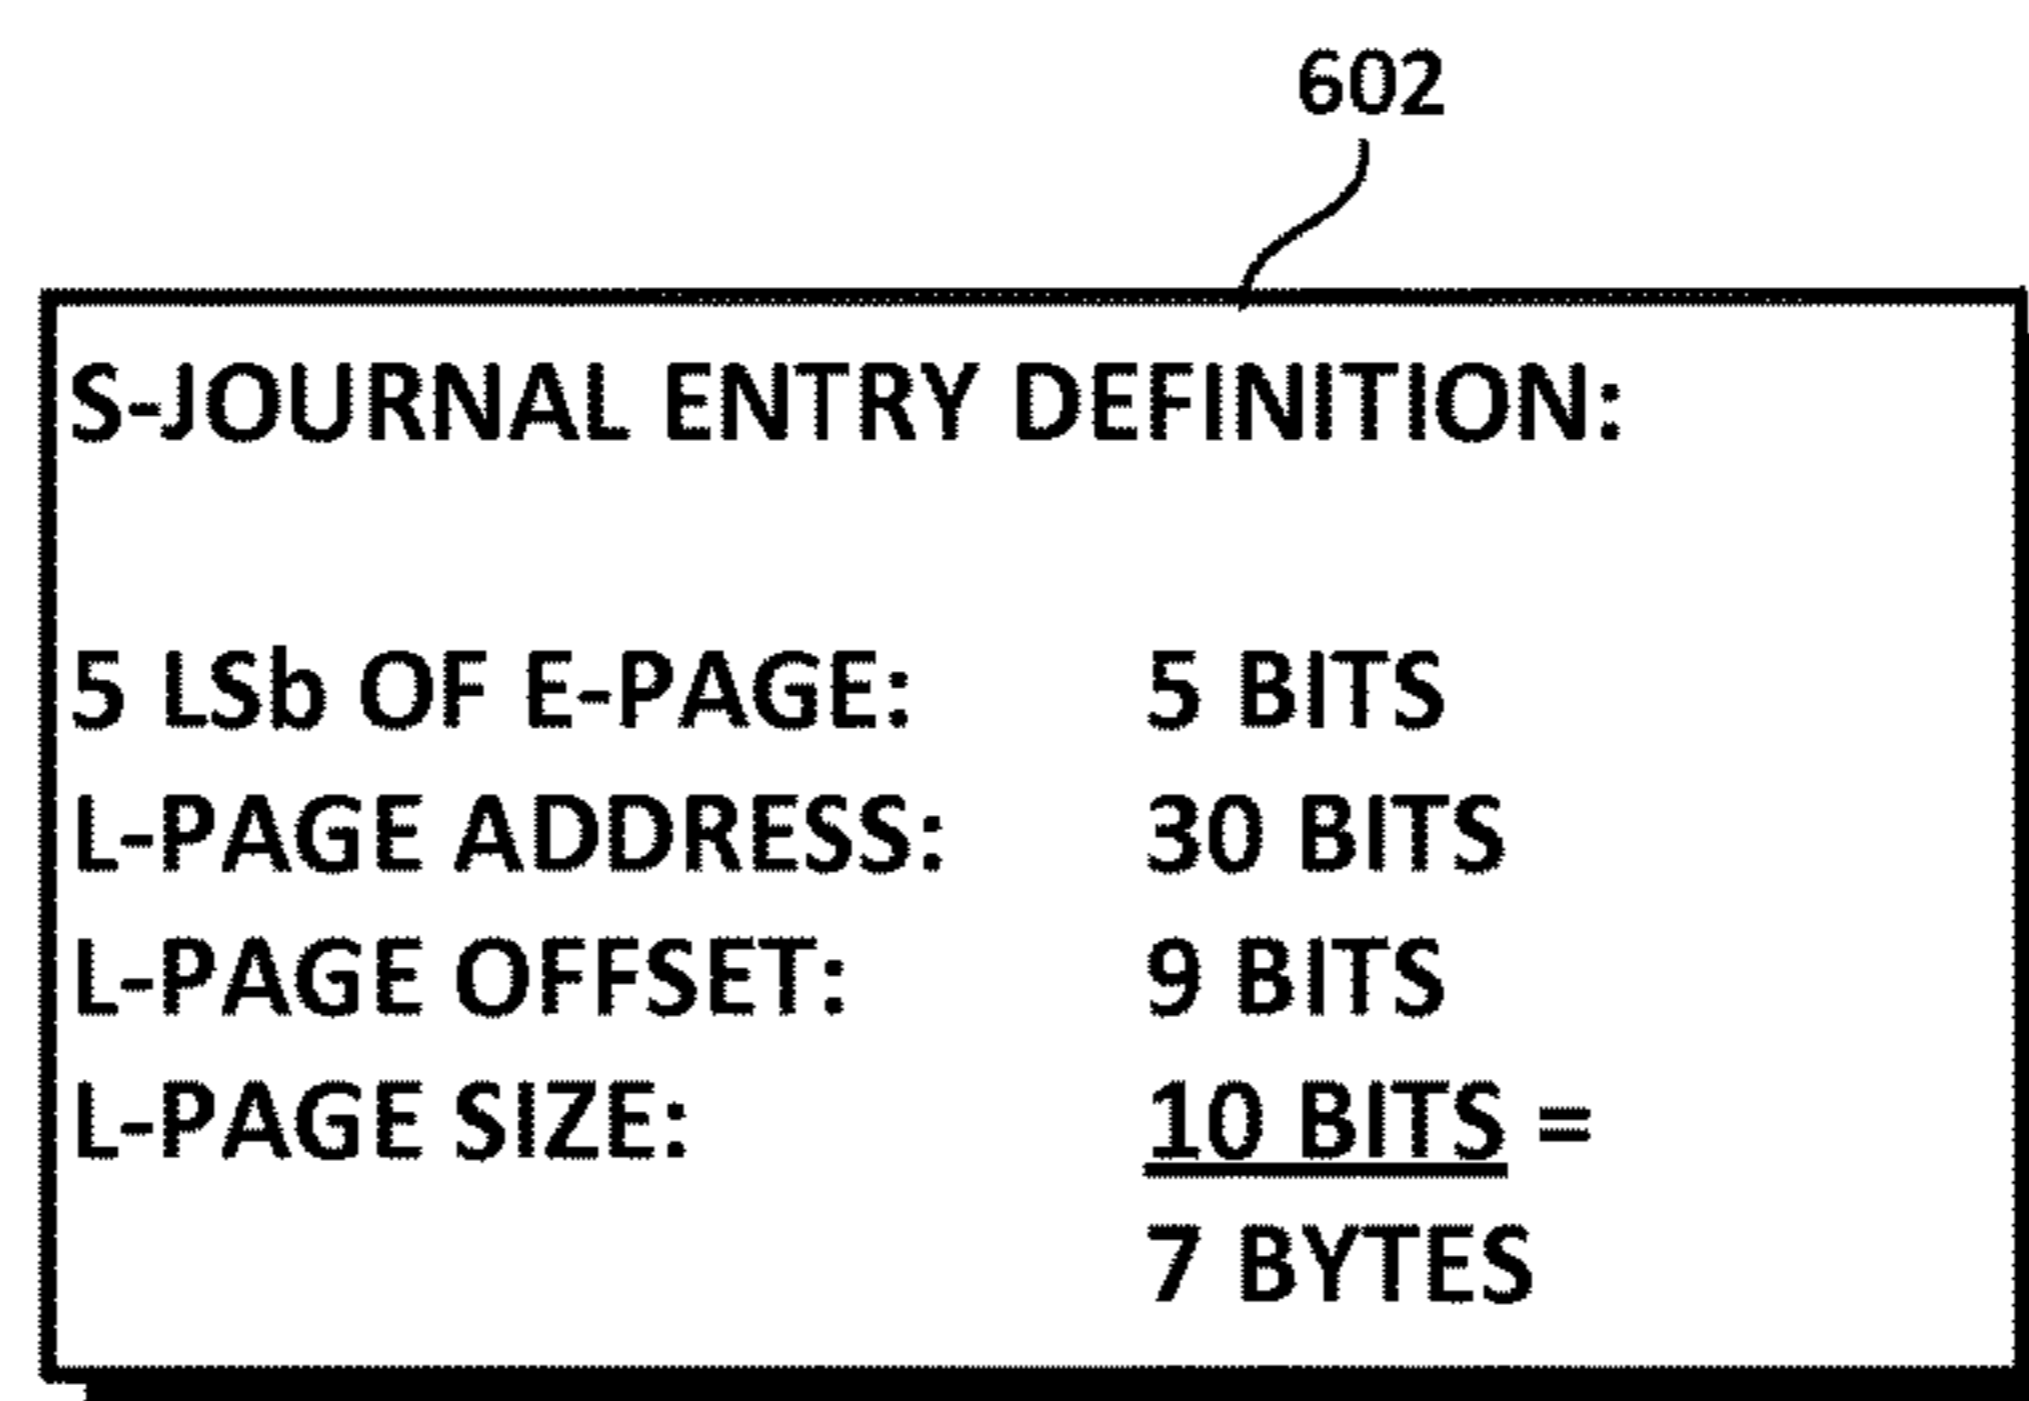 602
S-JOURNAL ENTRY DEFINITION:
5 LSb OF E-PAGE: 5 BITS
L-PAGE ADDRESS: 30 BITS
L-PAGE OFFSET: 9 BITS
L-PAGE SIZE: 10 BITS =
7 BYTES